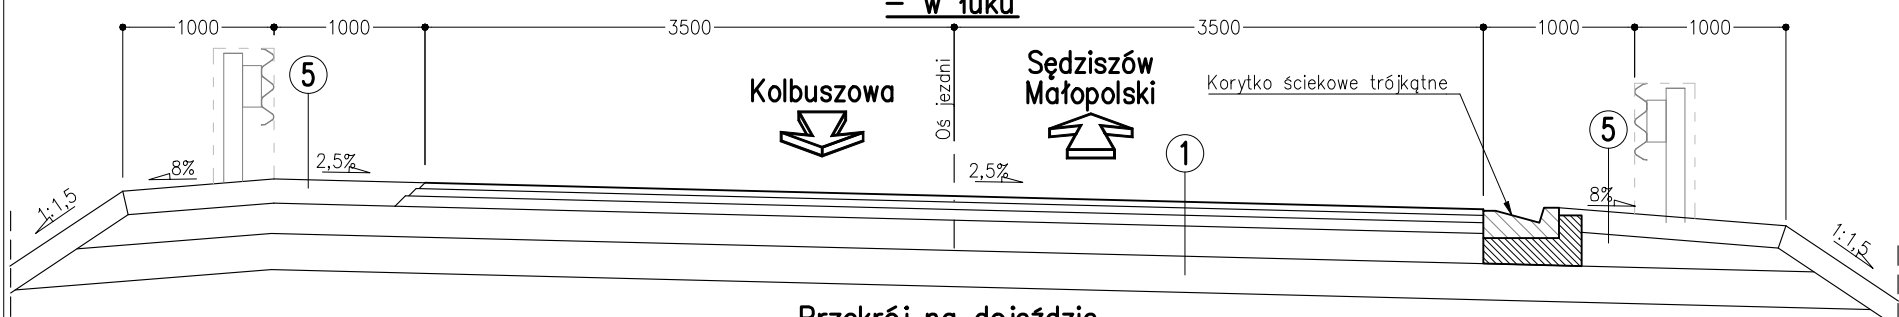 – w łuku
1000 1000 3500 3500 1000 1000
5
Kolbuszowa
Oś jezdni
Sędziszów
Małopolski
Korytko ściekowe trójkątne
5
1
8%
2,5%
2,5%
8%
1:1,5
1:1,5
Przekrój na dojeździe